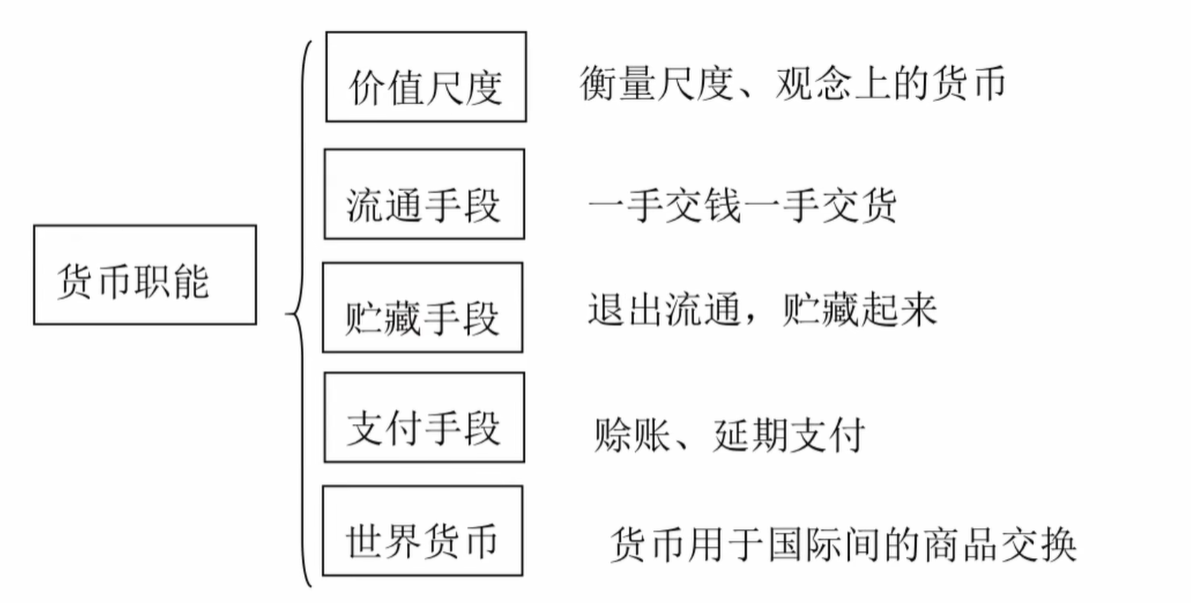 货币职能
价值尺度 衡量尺度、观念上的货币
流通手段 一手交钱一手交货
贮藏手段 退出流通，贮藏起来
支付手段 赊账、延期支付
世界货币 货币用于国际间的商品交换